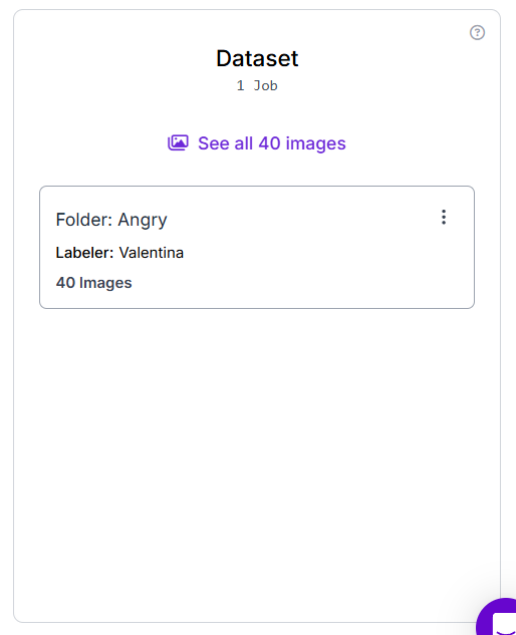 Dataset
1 Job
See all 40 images
Folder: Angry
Labeler: Valentina
40 Images